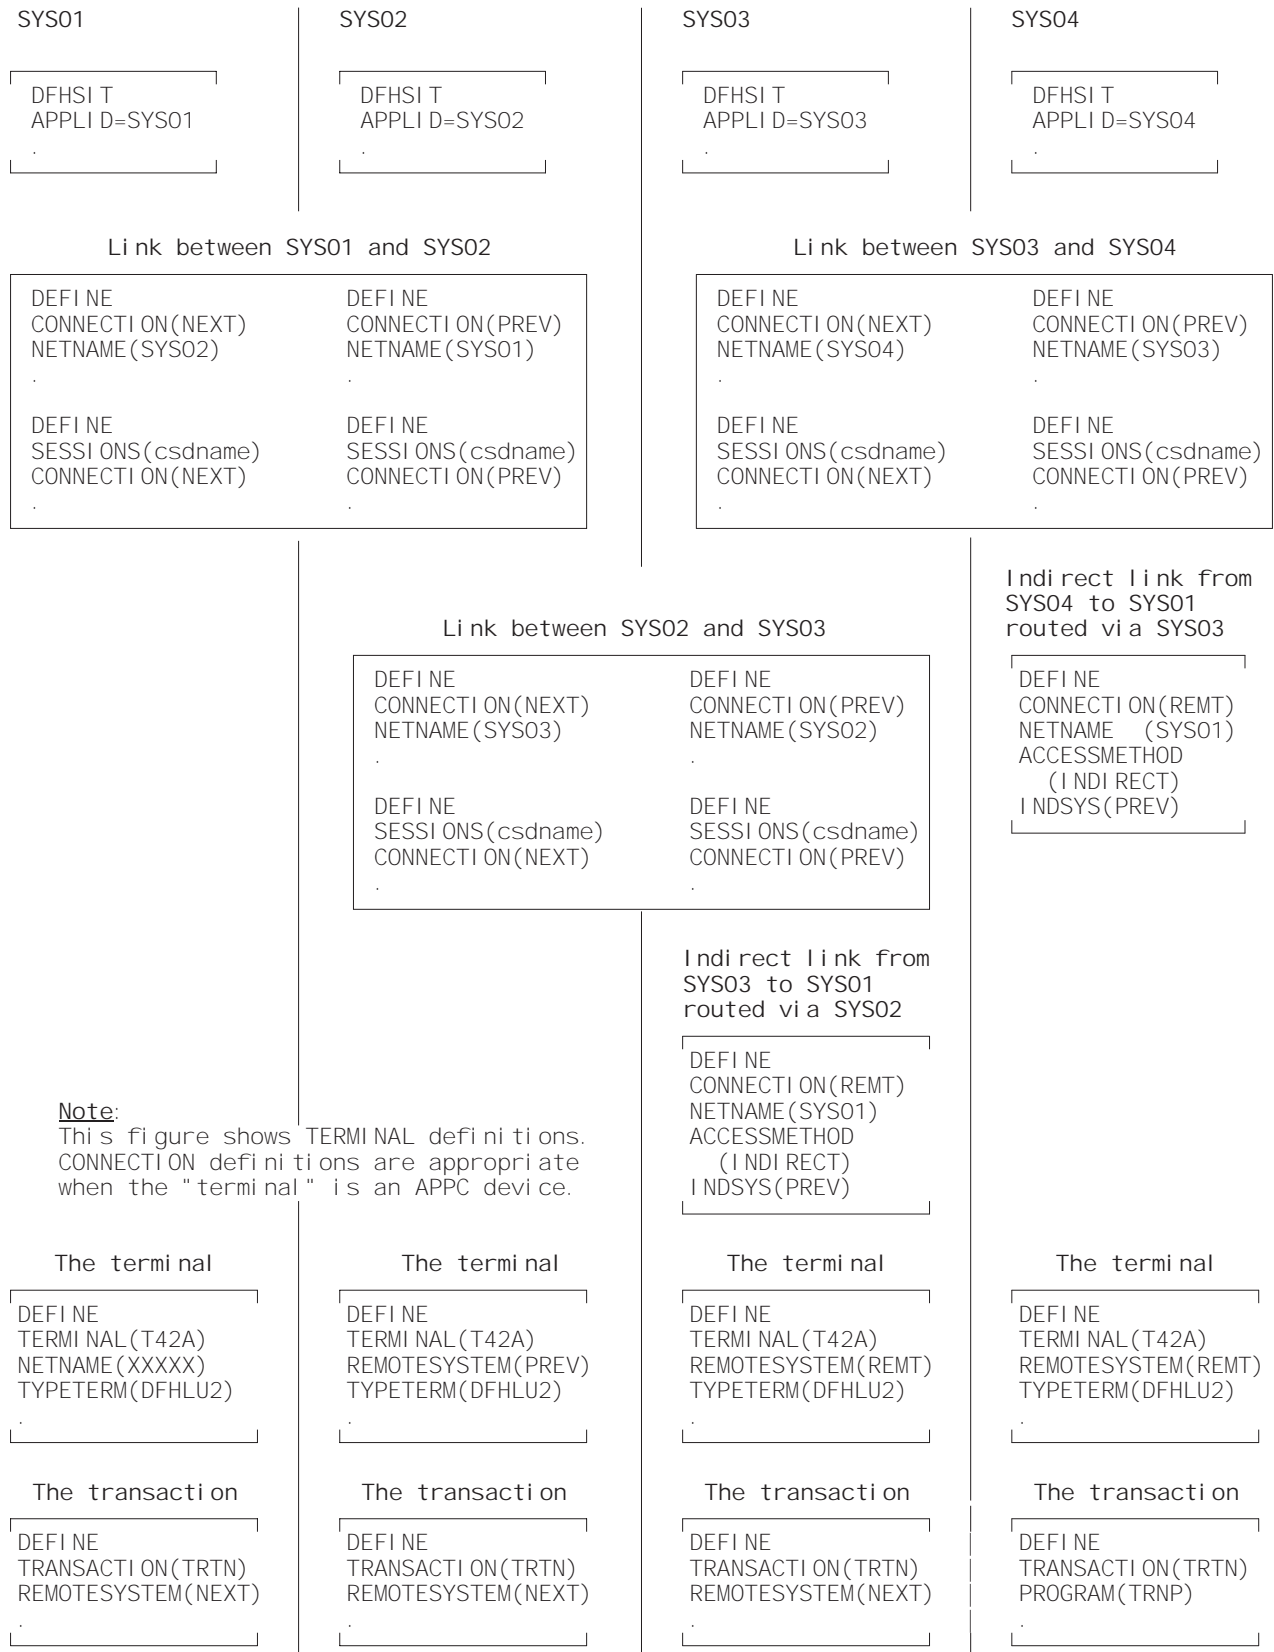 SYS01 SYS02 SYS03 SYS04
DFHSIT DFHSIT DFHSIT DFHSIT
APPLID=SYS01 APPLID=SYS02 APPLID=SYS03 APPLID=SYS04
. . . .
Link between SYS01 and SYS02 Link between SYS03 and SYS04
DEFINE DEFINE DEFINE DEFINE
CONNECTION(NEXT) CONNECTION(PREV) CONNECTION(NEXT) CONNECTION(PREV)
NETNAME(SYS02) NETNAME(SYS01) NETNAME(SYS04) NETNAME(SYS03)
. . . .
DEFINE DEFINE DEFINE DEFINE
SESSIONS(csdname) SESSIONS(csdname) SESSIONS(csdname) SESSIONS(csdname)
CONNECTION(NEXT) CONNECTION(PREV) CONNECTION(NEXT) CONNECTION(PREV)
. . . .
Indirect link from
SYS04 to SYS01
routed via SYS03
DEFINE
CONNECTION(REMT)
NETNAME (SYS01)
ACCESSMETHOD
(INDIRECT)
INDSYS(PREV)
Link between SYS02 and SYS03
DEFINE DEFINE
CONNECTION(NEXT) CONNECTION(PREV)
NETNAME(SYS03) NETNAME(SYS02)
. .
DEFINE DEFINE
SESSIONS(csdname) SESSIONS(csdname)
CONNECTION(NEXT) CONNECTION(PREV)
. .
Indirect link from
SYS03 to SYS01
routed via SYS02
DEFINE
CONNECTION(REMT)
NETNAME(SYS01)
ACCESSMETHOD
(INDIRECT)
INDSYS(PREV)
Note:
This figure shows TERMINAL definitions.
CONNECTION definitions are appropriate
when the "terminal" is an APPC device.
The terminal The terminal The terminal The terminal
DEFINE DEFINE DEFINE DEFINE
TERMINAL(T42A) TERMINAL(T42A) TERMINAL(T42A) TERMINAL(T42A)
NETNAME(XXXXX) REMOTESYSTEM(PREV) REMOTESYSTEM(REMT) REMOTESYSTEM(REMT)
TYPETERM(DFHLU2) TYPETERM(DFHLU2) TYPETERM(DFHLU2) TYPETERM(DFHLU2)
. . . .
The transaction The transaction The transaction The transaction
DEFINE DEFINE DEFINE DEFINE
TRANSACTION(TRTN) TRANSACTION(TRTN) TRANSACTION(TRTN) TRANSACTION(TRTN)
REMOTESYSTEM(NEXT) REMOTESYSTEM(NEXT) REMOTESYSTEM(NEXT) PROGRAM(TRNP)
. . . .